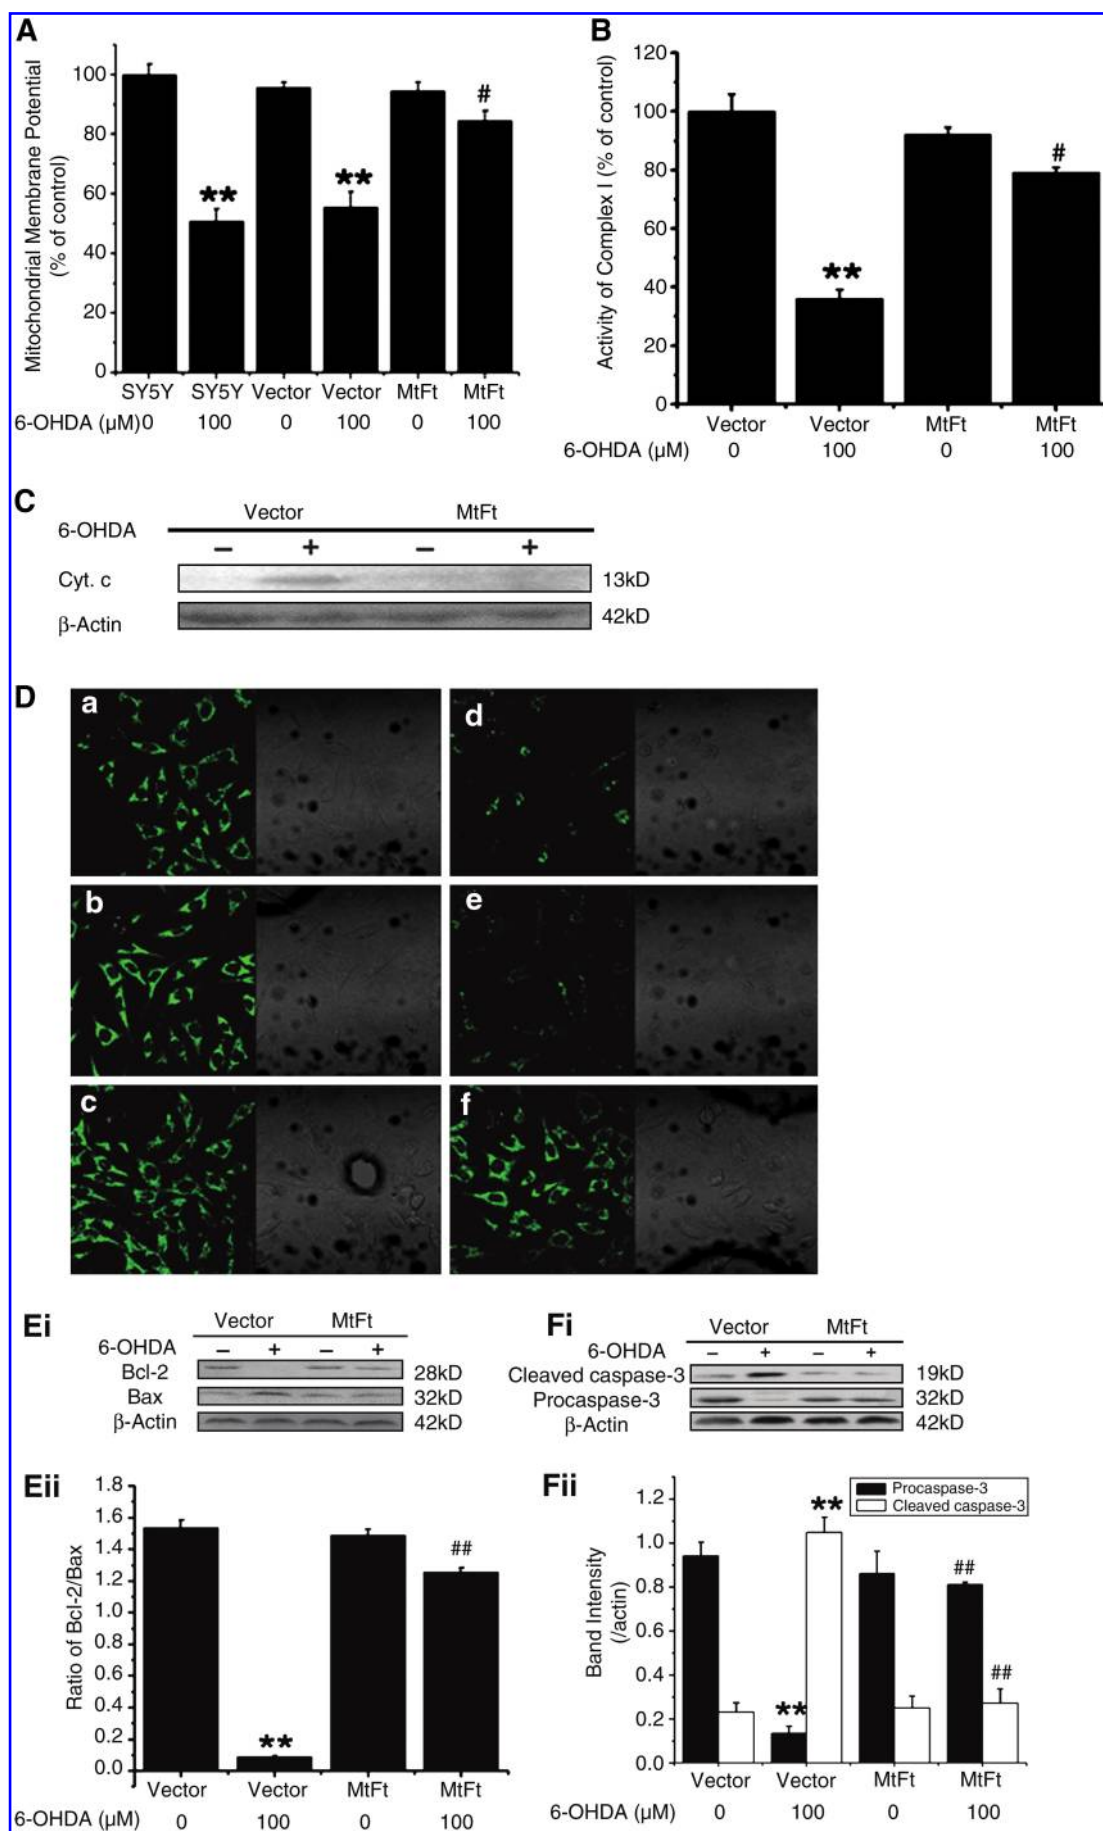 A
Mitochondrial Membrane Potential
(% of control)
100
80
60
40
20
0
** ** #
SY5Y SY5Y Vector Vector MtFt MtFt
6-OHDA (µM) 0 100 0 100 0 100
B
Activity of Complex I (% of control)
120
100
80
60
40
20
0
** #
Vector Vector MtFt MtFt
6-OHDA (µM) 0 100 0 100
C
Vector MtFt
6-OHDA
− + − +
Cyt. c 13kD
β-Actin 42kD
D
a d
b e
c f
Ei
Vector MtFt
6-OHDA − + − +
Bcl-2 28kD
Bax 32kD
β-Actin 42kD
Fi
Vector MtFt
6-OHDA − + − +
Cleaved caspase-3 19kD
Procaspase-3 32kD
β-Actin 42kD
Eii
Ratio of Bcl-2/Bax
1.8
1.6
1.4
1.2
1.0
0.8
0.6
0.4
0.2
0.0
** ##
Vector Vector MtFt MtFt
6-OHDA (µM) 0 100 0 100
Fii
Band Intensity
(/actin)
1.2
1.0
0.8
0.6
0.4
0.2
0.0
Procaspase-3
Cleaved caspase-3
** ** ## ##
Vector Vector MtFt MtFt
6-OHDA (µM) 0 100 0 100